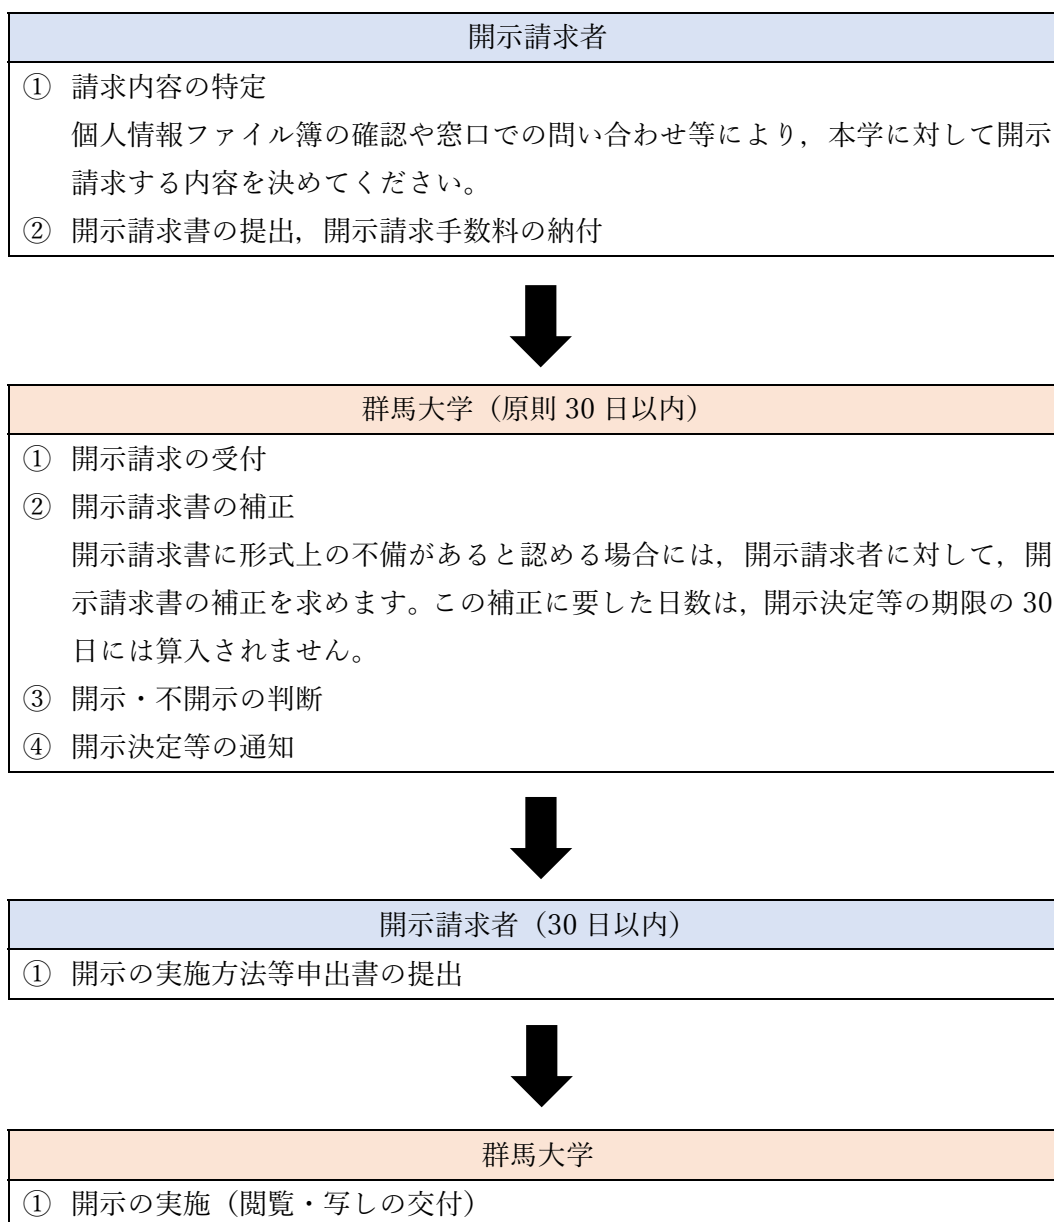 開示請求者
① 請求内容の特定
個人情報ファイル簿の確認や窓口での問い合わせ等により，本学に対して開示
請求する内容を決めてください。
② 開示請求書の提出，開示請求手数料の納付
群馬大学（原則 30 日以内）
① 開示請求の受付
② 開示請求書の補正
開示請求書に形式上の不備があると認める場合には，開示請求者に対して，開
示請求書の補正を求めます。この補正に要した日数は，開示決定等の期限の 30
日には算入されません。
③ 開示・不開示の判断
④ 開示決定等の通知
開示請求者（30 日以内）
① 開示の実施方法等申出書の提出
群馬大学
① 開示の実施（閲覧・写しの交付）